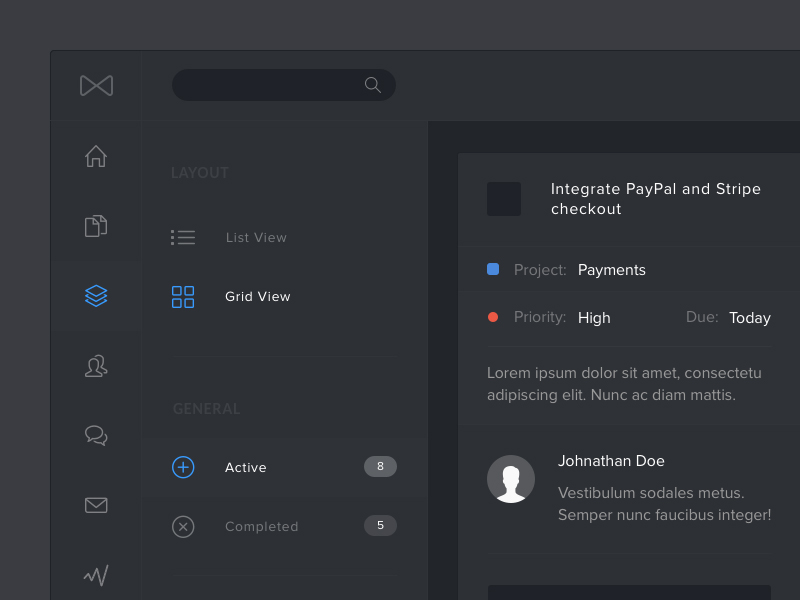 LAYOUT
List View
Grid View
GENERAL
Active 8
Completed 5
Integrate PayPal and Stripe
checkout
Project: Payments
Priority: High Due: Today
Lorem ipsum dolor sit amet, consectetu
adipiscing elit. Nunc ac diam mattis.
Johnathan Doe
Vestibulum sodales metus.
Semper nunc faucibus integer!